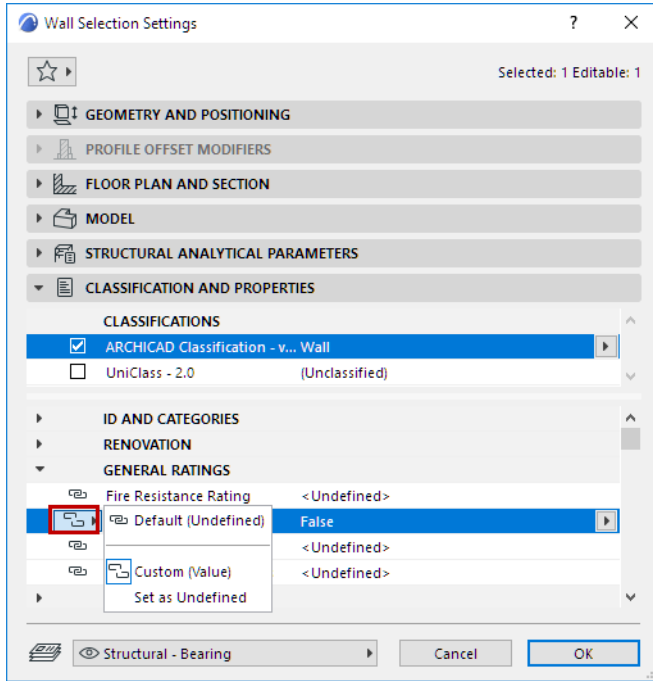 Wall Selection Settings ?
Selected: 1 Editable: 1
GEOMETRY AND POSITIONING
PROFILE OFFSET MODIFIERS
FLOOR PLAN AND SECTION
MODEL
STRUCTURAL ANALYTICAL PARAMETERS
CLASSIFICATION AND PROPERTIES
CLASSIFICATIONS
ARCHICAD Classification - v... Wall
UniClass - 2.0 (Unclassified)
ID AND CATEGORIES
RENOVATION
GENERAL RATINGS
Fire Resistance Rating <Undefined>
Default (Undefined) False
<Undefined>
Custom (Value) <Undefined>
Set as Undefined
Structural - Bearing Cancel OK